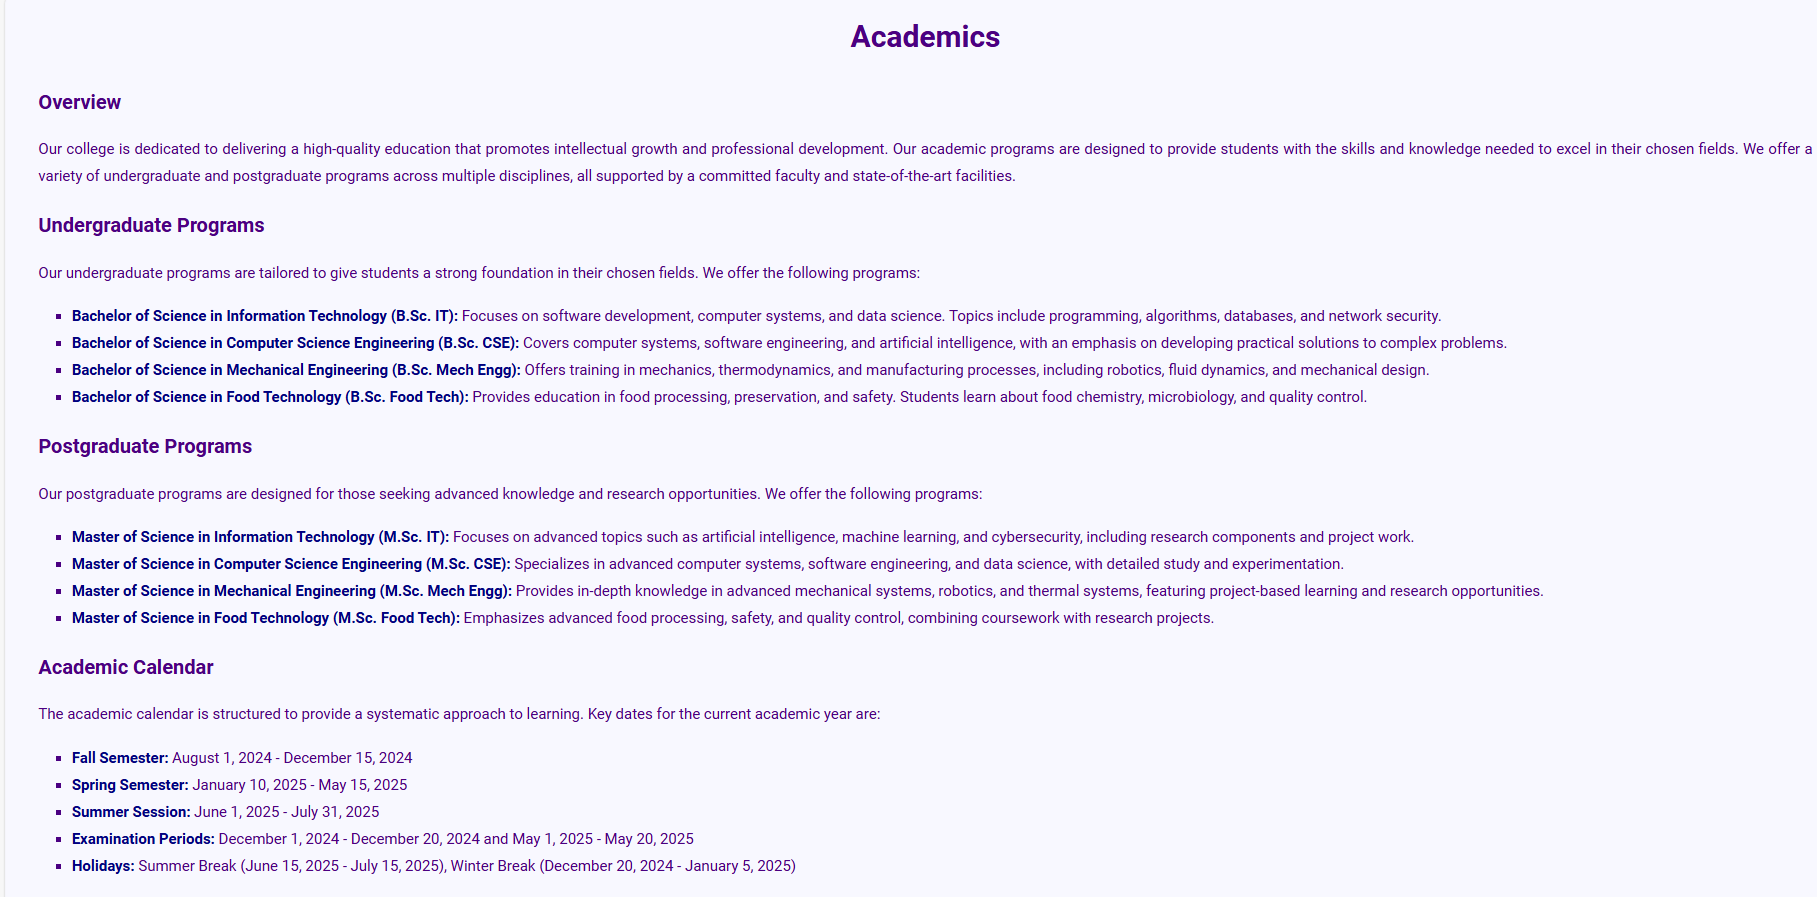 Academics
Overview
Our college is dedicated to delivering a high-quality education that promotes intellectual growth and professional development. Our academic programs are designed to provide students with the skills and knowledge needed to excel in their chosen fields. We offer a
variety of undergraduate and postgraduate programs across multiple disciplines, all supported by a committed faculty and state-of-the-art facilities.
Undergraduate Programs
Our undergraduate programs are tailored to give students a strong foundation in their chosen fields. We offer the following programs:
▪ Bachelor of Science in Information Technology (B.Sc. IT): Focuses on software development, computer systems, and data science. Topics include programming, algorithms, databases, and network security.
▪ Bachelor of Science in Computer Science Engineering (B.Sc. CSE): Covers computer systems, software engineering, and artificial intelligence, with an emphasis on developing practical solutions to complex problems.
▪ Bachelor of Science in Mechanical Engineering (B.Sc. Mech Engg): Offers training in mechanics, thermodynamics, and manufacturing processes, including robotics, fluid dynamics, and mechanical design.
▪ Bachelor of Science in Food Technology (B.Sc. Food Tech): Provides education in food processing, preservation, and safety. Students learn about food chemistry, microbiology, and quality control.
Postgraduate Programs
Our postgraduate programs are designed for those seeking advanced knowledge and research opportunities. We offer the following programs:
▪ Master of Science in Information Technology (M.Sc. IT): Focuses on advanced topics such as artificial intelligence, machine learning, and cybersecurity, including research components and project work.
▪ Master of Science in Computer Science Engineering (M.Sc. CSE): Specializes in advanced computer systems, software engineering, and data science, with detailed study and experimentation.
▪ Master of Science in Mechanical Engineering (M.Sc. Mech Engg): Provides in-depth knowledge in advanced mechanical systems, robotics, and thermal systems, featuring project-based learning and research opportunities.
▪ Master of Science in Food Technology (M.Sc. Food Tech): Emphasizes advanced food processing, safety, and quality control, combining coursework with research projects.
Academic Calendar
The academic calendar is structured to provide a systematic approach to learning. Key dates for the current academic year are:
▪ Fall Semester: August 1, 2024 - December 15, 2024
▪ Spring Semester: January 10, 2025 - May 15, 2025
▪ Summer Session: June 1, 2025 - July 31, 2025
▪ Examination Periods: December 1, 2024 - December 20, 2024 and May 1, 2025 - May 20, 2025
▪ Holidays: Summer Break (June 15, 2025 - July 15, 2025), Winter Break (December 20, 2024 - January 5, 2025)